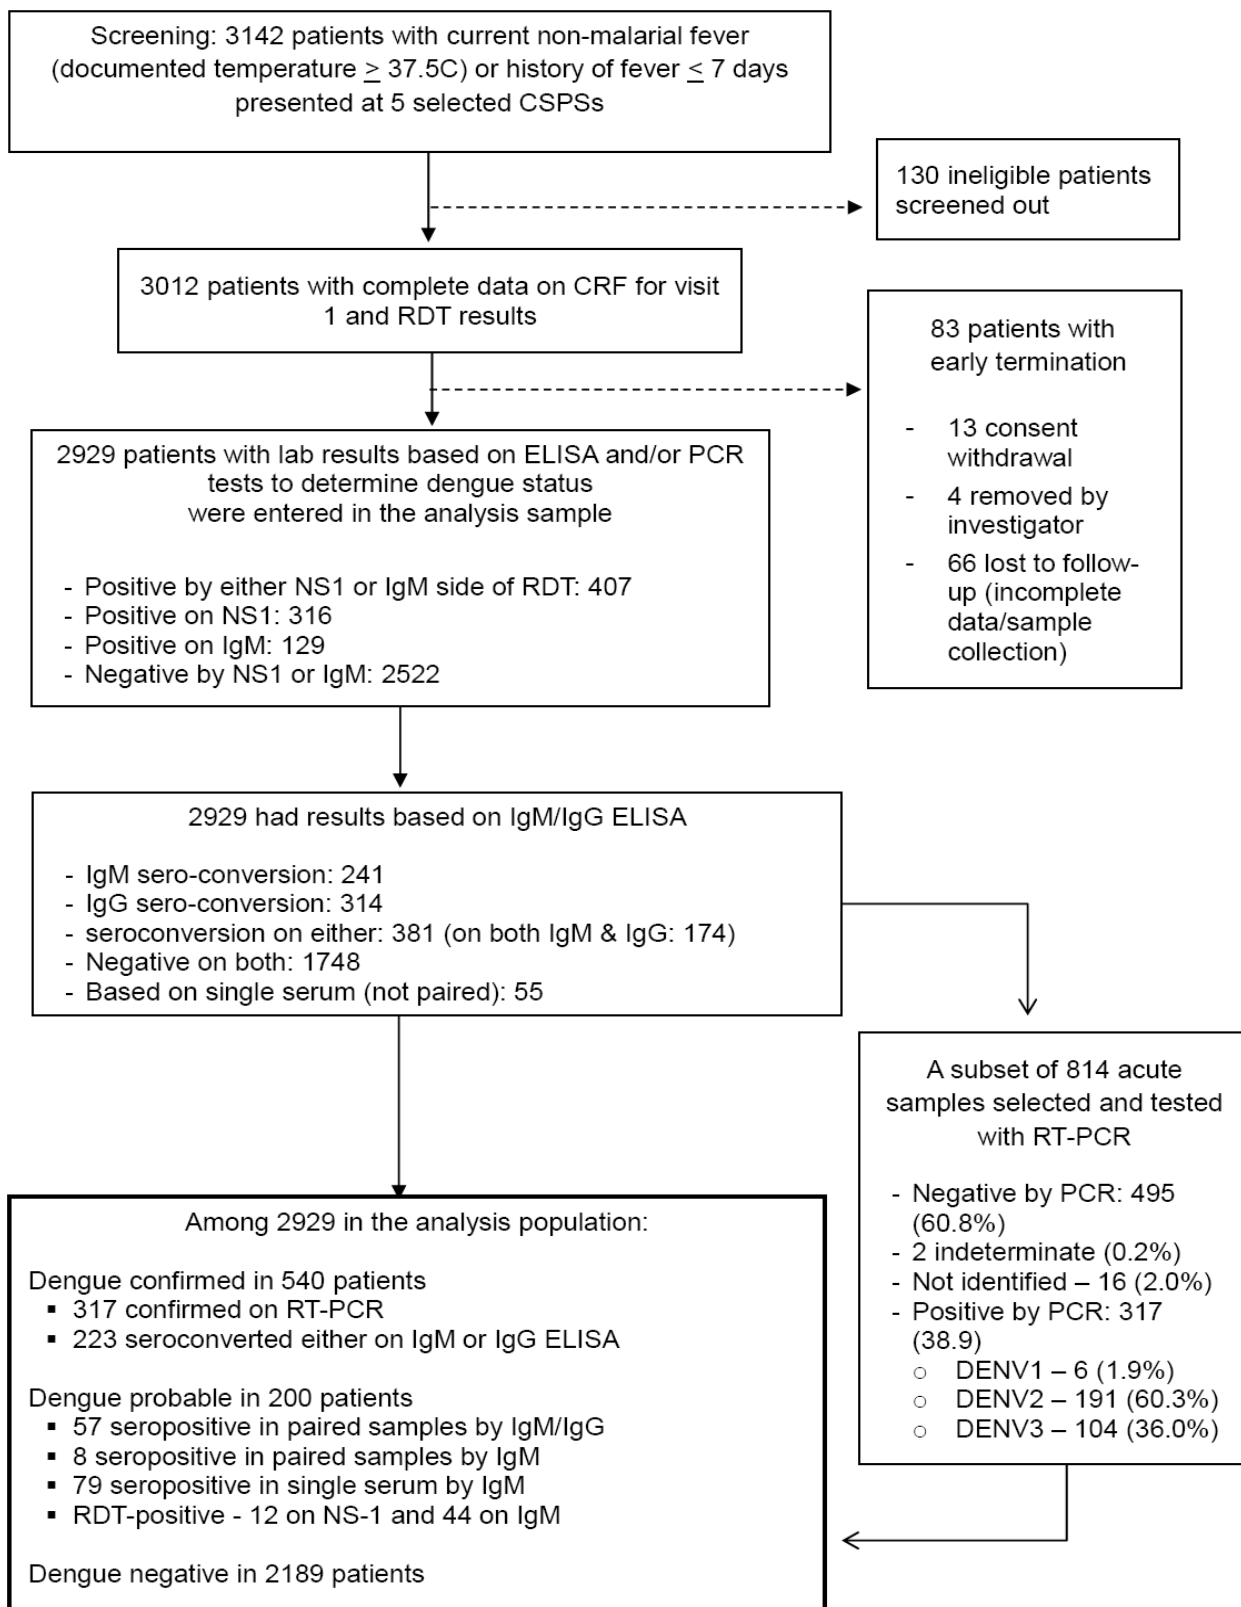 Screening: 3142 patients with current non-malarial fever
(documented temperature ≥ 37.5C) or history of fever ≤ 7 days
presented at 5 selected CSPSs
130 ineligible patients
screened out
3012 patients with complete data on CRF for visit
1 and RDT results
83 patients with
early termination
- 13 consent
withdrawal
- 4 removed by
investigator
- 66 lost to follow-
up (incomplete
data/sample
collection)
2929 patients with lab results based on ELISA and/or PCR
tests to determine dengue status
were entered in the analysis sample
- Positive by either NS1 or IgM side of RDT: 407
- Positive on NS1: 316
- Positive on IgM: 129
- Negative by NS1 or IgM: 2522
2929 had results based on IgM/IgG ELISA
- IgM sero-conversion: 241
- IgG sero-conversion: 314
- seroconversion on either: 381 (on both IgM & IgG: 174)
- Negative on both: 1748
- Based on single serum (not paired): 55
A subset of 814 acute
samples selected and tested
with RT-PCR
- Negative by PCR: 495
(60.8%)
- 2 indeterminate (0.2%)
- Not identified – 16 (2.0%)
- Positive by PCR: 317
(38.9)
○ DENV1 – 6 (1.9%)
○ DENV2 – 191 (60.3%)
○ DENV3 – 104 (36.0%)
Among 2929 in the analysis population:
Dengue confirmed in 540 patients
▪ 317 confirmed on RT-PCR
▪ 223 seroconverted either on IgM or IgG ELISA
Dengue probable in 200 patients
▪ 57 seropositive in paired samples by IgM/IgG
▪ 8 seropositive in paired samples by IgM
▪ 79 seropositive in single serum by IgM
▪ RDT-positive - 12 on NS-1 and 44 on IgM
Dengue negative in 2189 patients